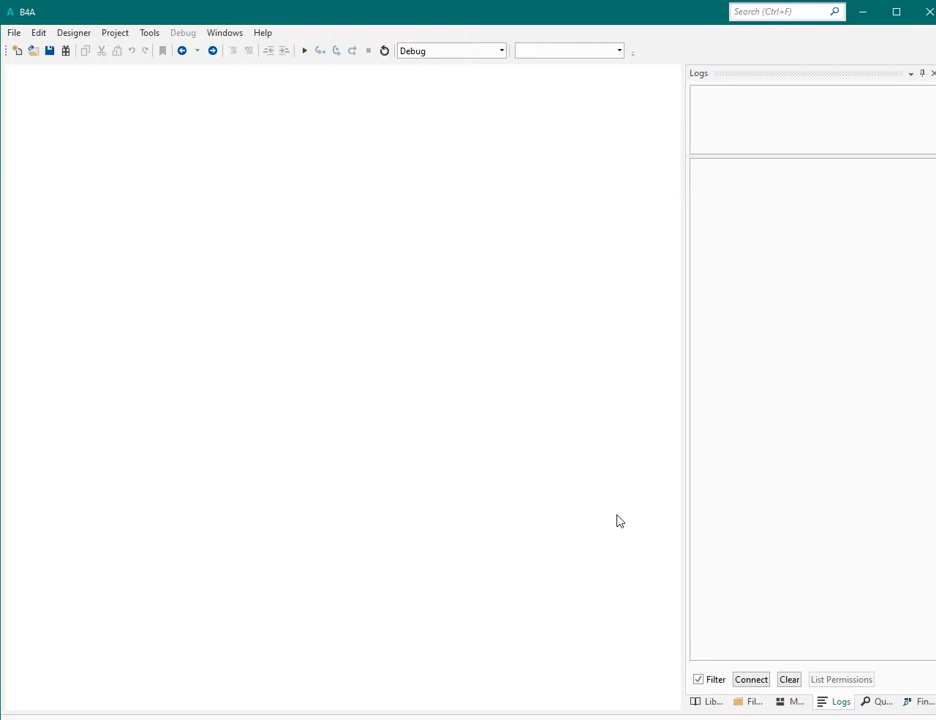 B4A
Search (Ctrl+F)
File Edit Designer Project Tools Debug Windows Help
Debug
Logs
Filter Connect Clear List Permissions
Lib... Fil... M... Logs Qu... Fin...